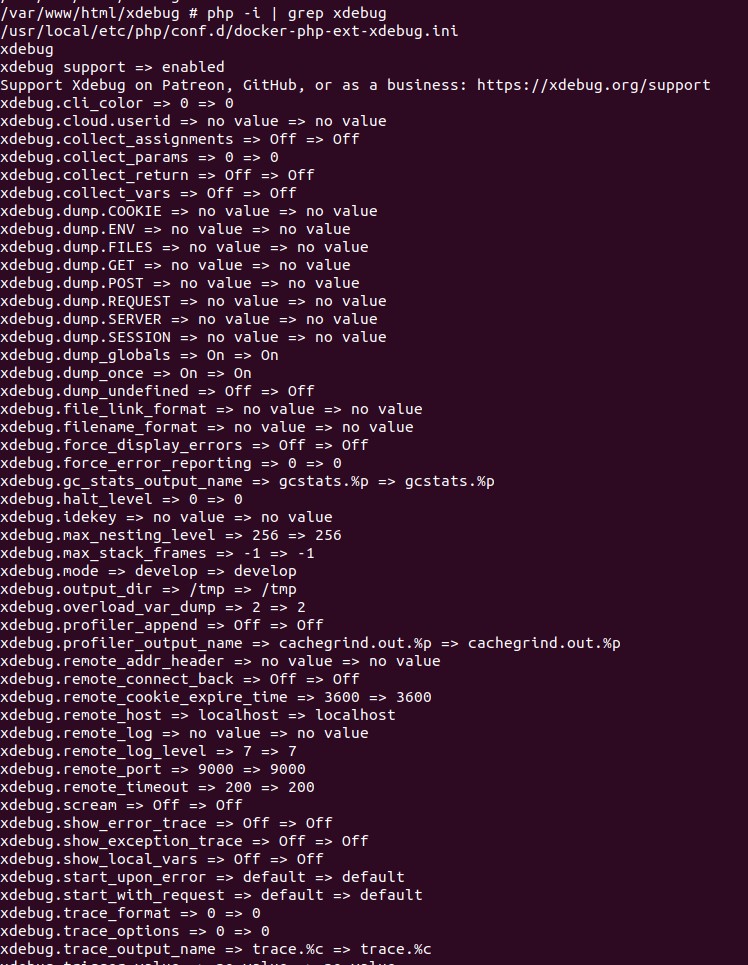 /var/www/html/xdebug # php -i | grep xdebug
/usr/local/etc/php/conf.d/docker-php-ext-xdebug.ini
xdebug
xdebug support => enabled
Support Xdebug on Patreon, GitHub, or as a business: https://xdebug.org/support
xdebug.cli_color => 0 => 0
xdebug.cloud.userid => no value => no value
xdebug.collect_assignments => Off => Off
xdebug.collect_params => 0 => 0
xdebug.collect_return => Off => Off
xdebug.collect_vars => Off => Off
xdebug.dump.COOKIE => no value => no value
xdebug.dump.ENV => no value => no value
xdebug.dump.FILES => no value => no value
xdebug.dump.GET => no value => no value
xdebug.dump.POST => no value => no value
xdebug.dump.REQUEST => no value => no value
xdebug.dump.SERVER => no value => no value
xdebug.dump.SESSION => no value => no value
xdebug.dump_globals => On => On
xdebug.dump_once => On => On
xdebug.dump_undefined => Off => Off
xdebug.file_link_format => no value => no value
xdebug.filename_format => no value => no value
xdebug.force_display_errors => Off => Off
xdebug.force_error_reporting => 0 => 0
xdebug.gc_stats_output_name => gcstats.%p => gcstats.%p
xdebug.halt_level => 0 => 0
xdebug.idekey => no value => no value
xdebug.max_nesting_level => 256 => 256
xdebug.max_stack_frames => -1 => -1
xdebug.mode => develop => develop
xdebug.output_dir => /tmp => /tmp
xdebug.overload_var_dump => 2 => 2
xdebug.profiler_append => Off => Off
xdebug.profiler_output_name => cachegrind.out.%p => cachegrind.out.%p
xdebug.remote_addr_header => no value => no value
xdebug.remote_connect_back => Off => Off
xdebug.remote_cookie_expire_time => 3600 => 3600
xdebug.remote_host => localhost => localhost
xdebug.remote_log => no value => no value
xdebug.remote_log_level => 7 => 7
xdebug.remote_port => 9000 => 9000
xdebug.remote_timeout => 200 => 200
xdebug.scream => Off => Off
xdebug.show_error_trace => Off => Off
xdebug.show_exception_trace => Off => Off
xdebug.show_local_vars => Off => Off
xdebug.start_upon_error => default => default
xdebug.start_with_request => default => default
xdebug.trace_format => 0 => 0
xdebug.trace_options => 0 => 0
xdebug.trace_output_name => trace.%c => trace.%c